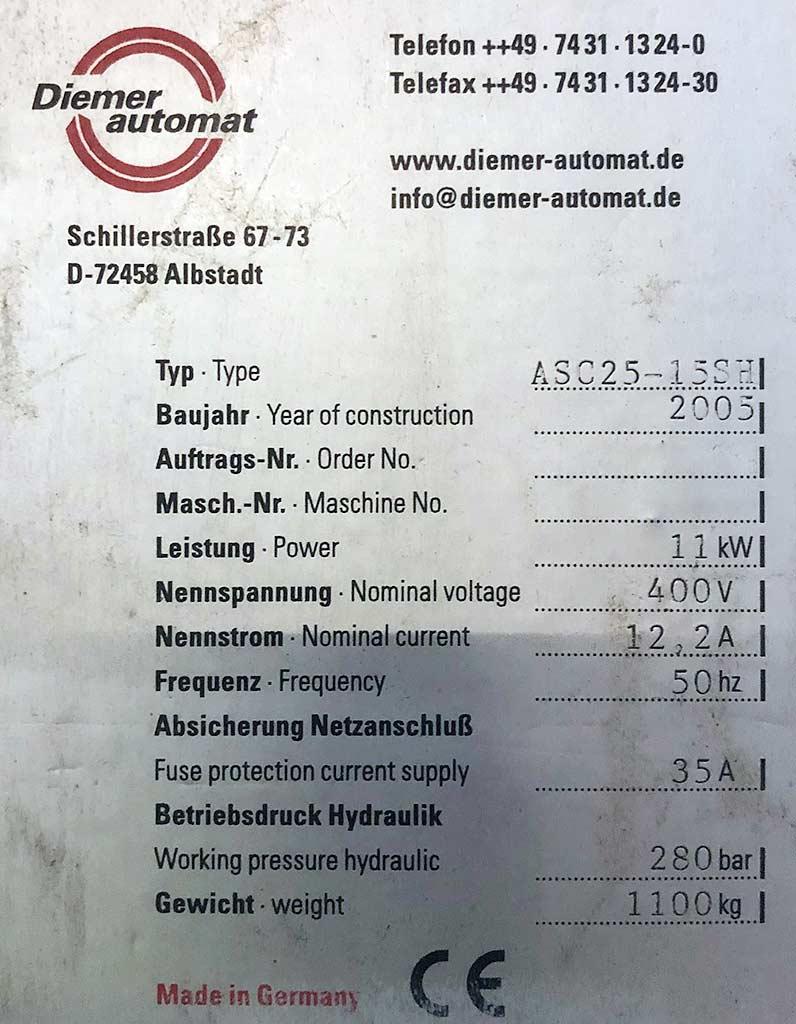 Diemer
automat
Telefon ++49 · 7431 · 1324-0
Telefax ++49 · 7431 · 1324-30
www.diemer-automat.de
info@diemer-automat.de
Schillerstraße 67-73
D-72458 Albstadt
Typ · Type ASC25-15SH
Baujahr · Year of construction 2005
Auftrags-Nr. · Order No.
Masch.-Nr. · Maschine No.
Leistung · Power 11 kW
Nennspannung · Nominal voltage 400V
Nennstrom · Nominal current 12,2A
Frequenz · Frequency 50 hz
Absicherung Netzanschluß
Fuse protection current supply 35A
Betriebsdruck Hydraulik
Working pressure hydraulic 280 bar
Gewicht · weight 1100 kg
Made in Germany CE